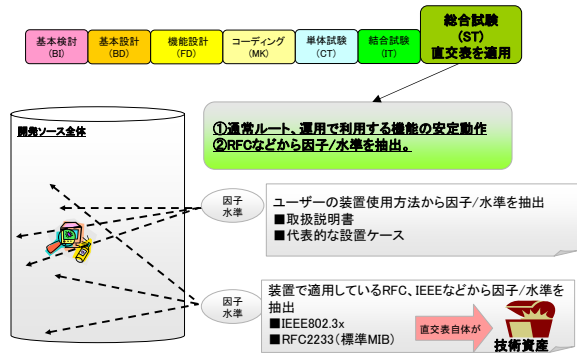 基本検討
(BI)
基本設計
(BD)
機能設計
(FD)
コーディング
(MK)
単体試験
(CT)
結合試験
(IT)
総合試験
(ST)
直交表を適用
①通常ルート、運用で利用する機能の安定動作
②RFCなどから因子/水準を抽出。
開発ソース全体
因子
水準
ユーザーの装置使用方法から因子/水準を抽出
■取扱説明書
■代表的な設置ケース
因子
水準
装置で適用しているRFC、IEEEなどから因子/水準を
抽出
■IEEE802.3x
■RFC2233(標準MIB)
直交表自体が
技術資産